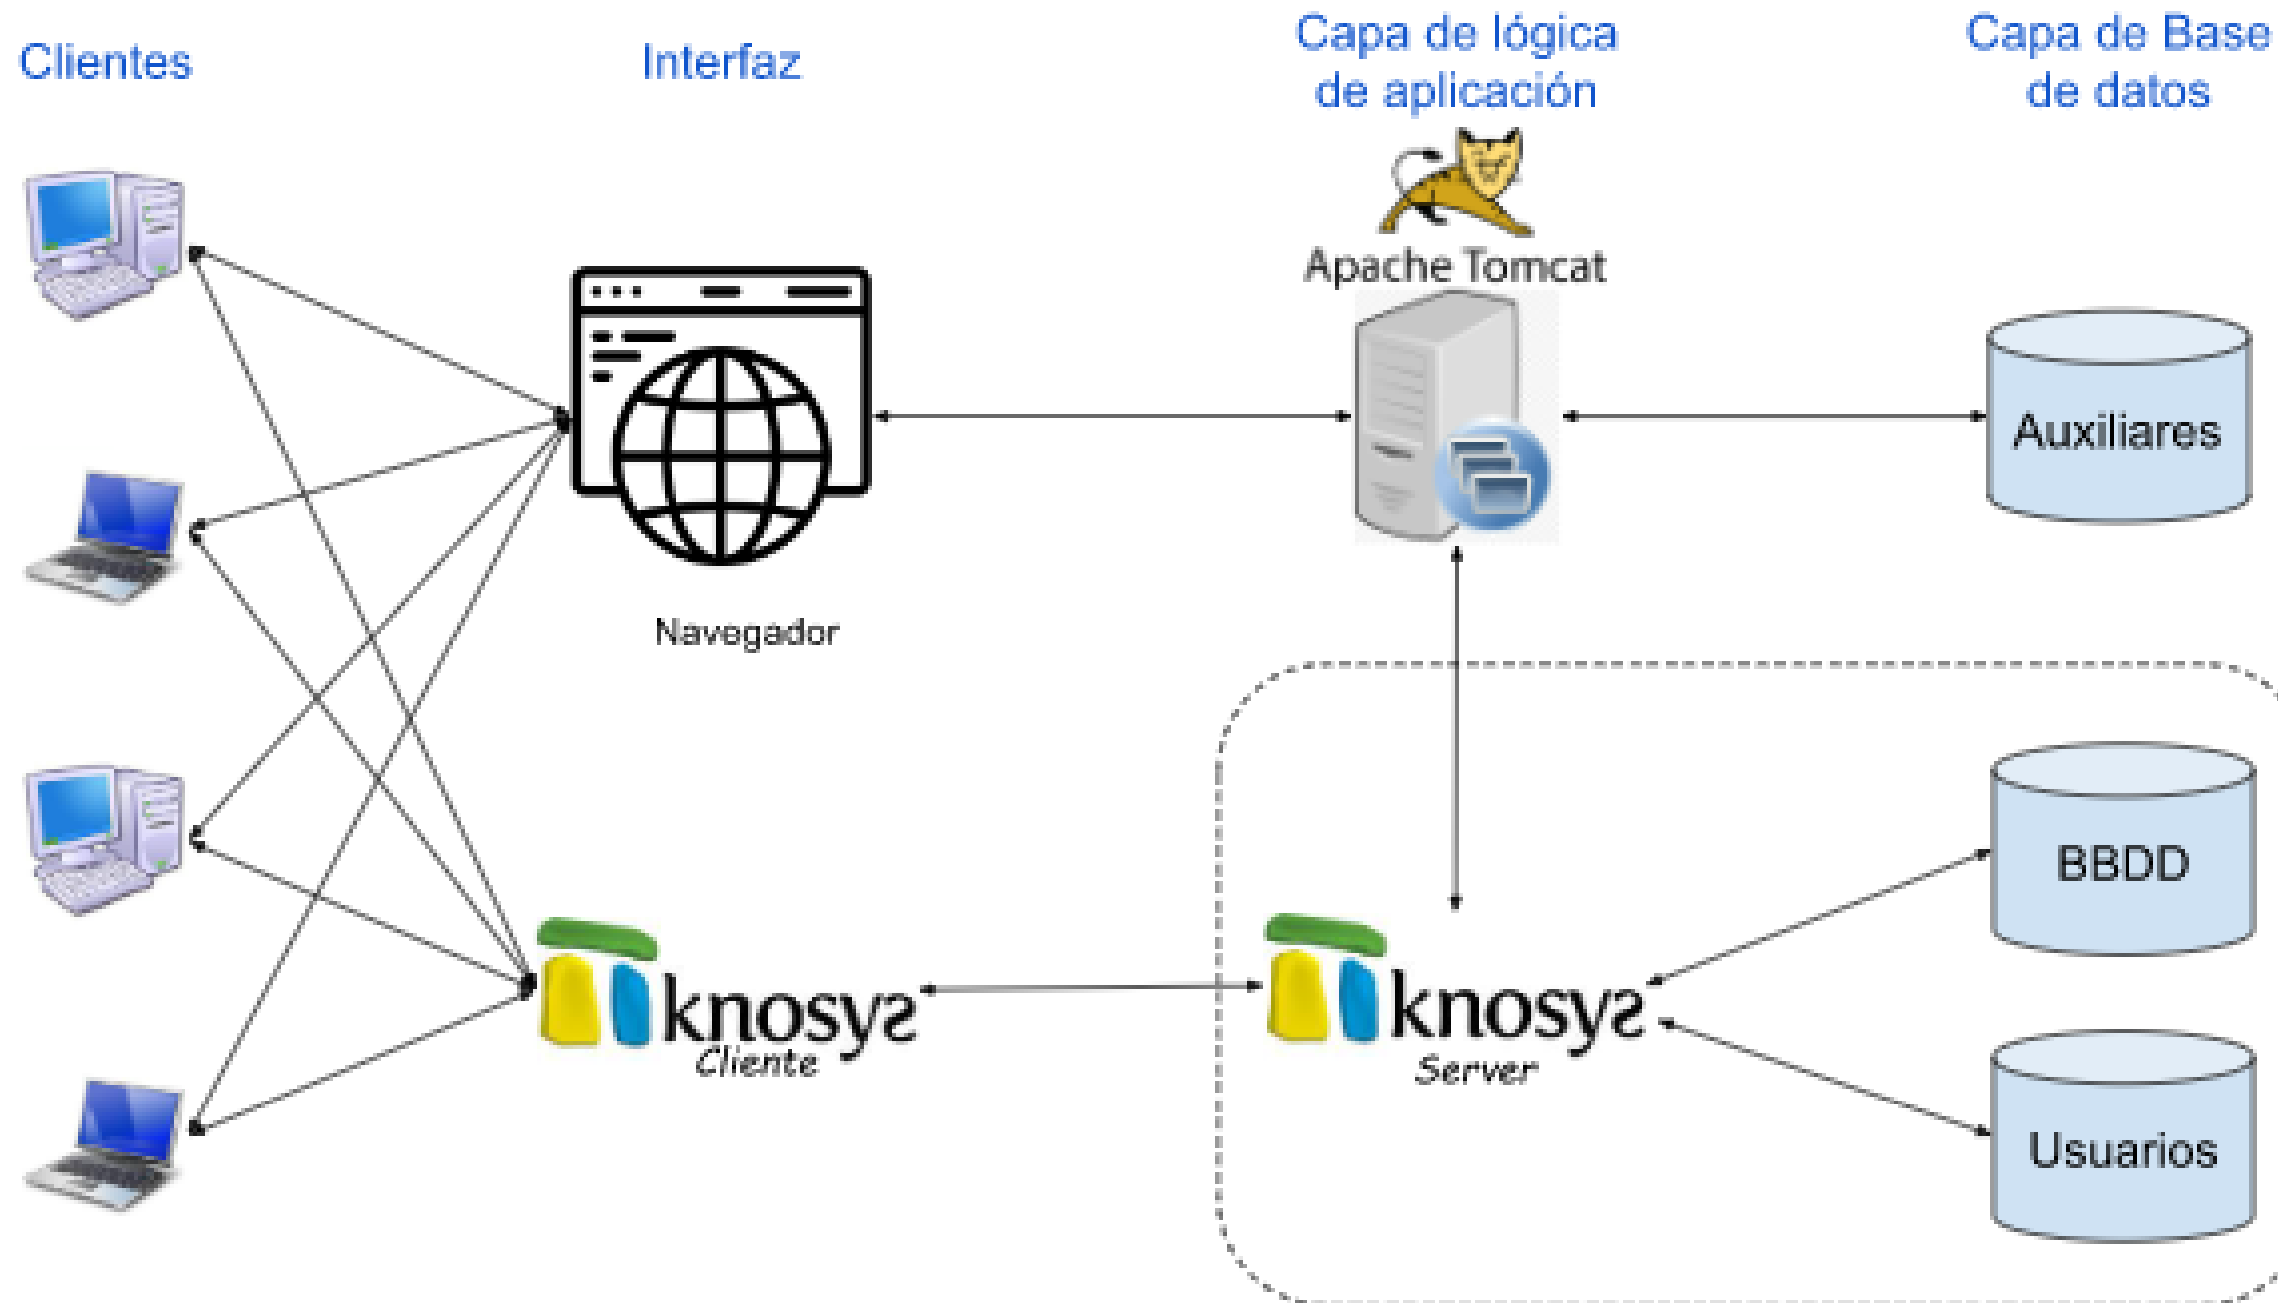 Clientes
Interfaz
Capa de lógica
de aplicación
Capa de Base
de datos
Apache Tomcat
Auxiliares
Navegador
BBDD
knosys
Cliente
knosys
Server
Usuarios